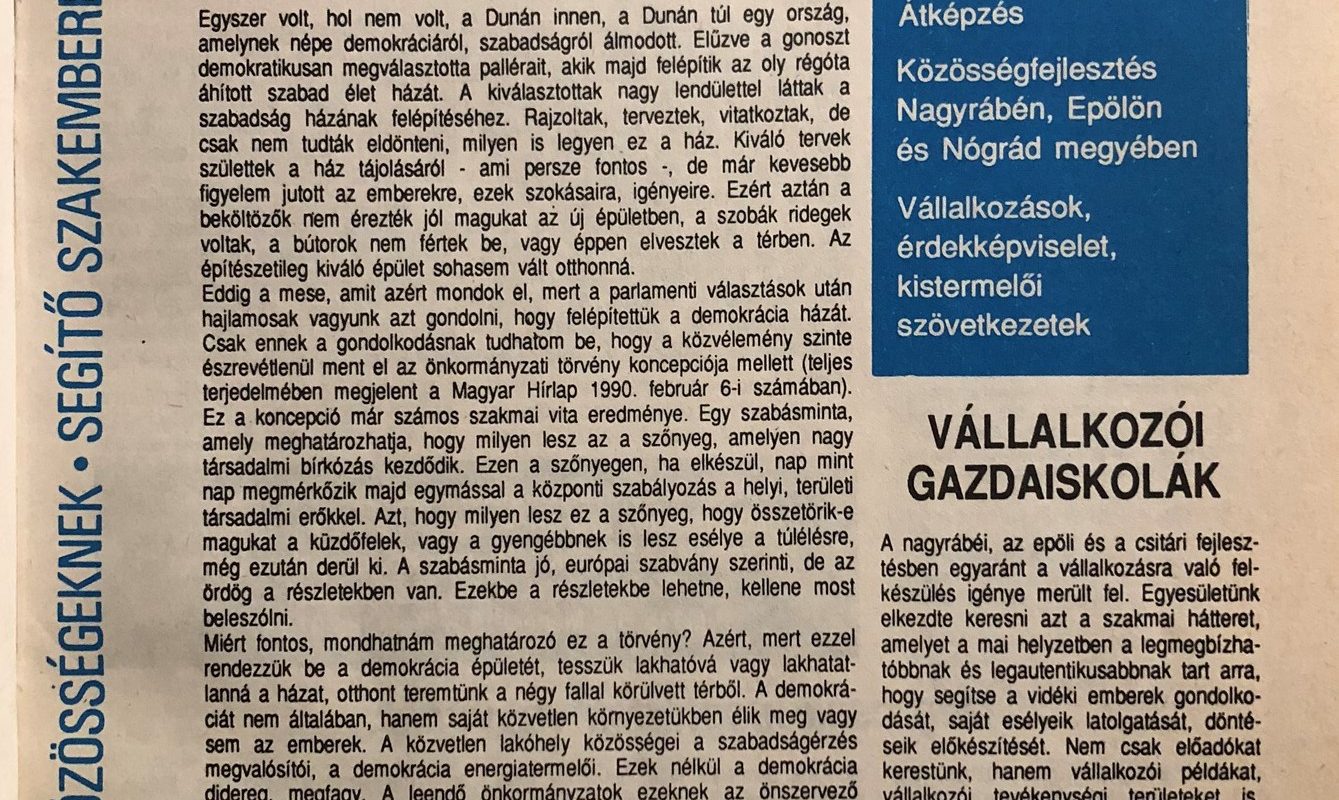 ÖZÖSSÉGEKNEK • SEGÍTŐ SZAKEMBERE
Egyszer volt, hol nem volt, a Dunán innen, a Dunán túl egy ország,
amelynek népe demokráciáról, szabadságról álmodott. Elűzve a gonoszt
demokratikusan megválasztotta pallérait, akik majd felépítik az oly régóta
áhított szabad élet házát. A kiválasztottak nagy lendülettel láttak a
szabadság házának felépítéséhez. Rajzoltak, terveztek, vitatkoztak, de
csak nem tudták eldönteni, milyen is legyen ez a ház. Kiváló tervek
születtek a ház tájolásáról - ami persze fontos -, de már kevesebb
figyelem jutott az emberekre, ezek szokásaira, igényeire. Ezért aztán a
beköltözők nem érezték jól magukat az új épületben, a szobák ridegek
voltak, a bútorok nem fértek be, vagy éppen elvesztek a térben. Az
építészetileg kiváló épület sohasem vált otthonná.
Eddig a mese, amit azért mondok el, mert a parlamenti választások után
hajlamosak vagyunk azt gondolni, hogy felépítettük a demokrácia házát.
Csak ennek a gondolkodásnak tudhatom be, hogy a közvélemény szinte
észrevétlenül ment el az önkormányzati törvény koncepciója mellett (teljes
terjedelmében megjelent a Magyar Hírlap 1990. február 6-i számában).
Ez a koncepció már számos szakmai vita eredménye. Egy szabásminta,
amely meghatározhatja, hogy milyen lesz az a szőnyeg, amelyen nagy
társadalmi bírkózás kezdődik. Ezen a szőnyegen, ha elkészül, nap mint
nap megmérkőzik majd egymással a központi szabályozás a helyi, területi
társadalmi erőkkel. Azt, hogy milyen lesz ez a szőnyeg, hogy összetörik-e
magukat a küzdőfelek, vagy a gyengébbnek is lesz esélye a túlélésre,
még ezután derül ki. A szabásminta jó, európai szabvány szerinti, de az
ördög a részletekben van. Ezekbe a részletekbe lehetne, kellene most
beleszólni.
Miért fontos, mondhatnám meghatározó ez a törvény? Azért, mert ezzel
rendezzük be a demokrácia épületét, tesszük lakhatóvá vagy lakhatat-
lanná a házat, otthont teremtünk a négy fallal körülvett térből. A demokrá-
ciát nem általában, hanem saját közvetlen környezetükben élik meg vagy
sem az emberek. A közvetlen lakóhely közösségei a szabadságérzés
megvalósítói, a demokrácia energiatermelői. Ezek nélkül a demokrácia
didereg, megfagy. A leendő önkormányzatok ezeknek az önszervező
Átképzés
Közösségfejlesztés
Nagyrábén, Epölön
és Nógrád megyében
Vállalkozások,
érdekképviselet,
kistermelői
szövetkezetek
VÁLLALKOZÓI
GAZDAISKOLÁK
A nagyrábéi, az epöli és a csitári fejlesz-
tésben egyaránt a vállalkozásra való fel-
készülés igénye merült fel. Egyesületünk
elkezdte keresni azt a szakmai hátteret,
amelyet a mai helyzetben a legmegbízha-
tóbbnak és legautentikusabbnak tart arra,
hogy segítse a vidéki emberek gondolko-
dását, saját esélyeik latolgatását, dönté-
seik előkészítését. Nem csak előadókat
kerestünk, hanem vállalkozói példákat,
vállalkozói tevékenységi területeket is,